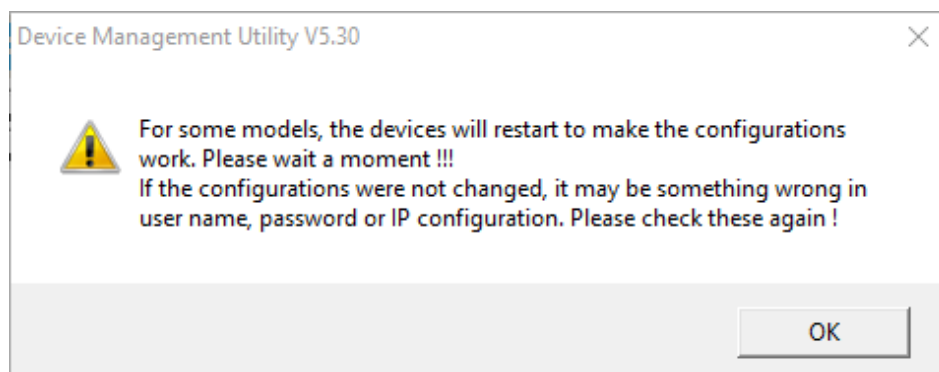 Device Management Utility V5.30
For some models, the devices will restart to make the configurations
work. Please wait a moment !!!
If the configurations were not changed, it may be something wrong in
user name, password or IP configuration. Please check these again !
OK